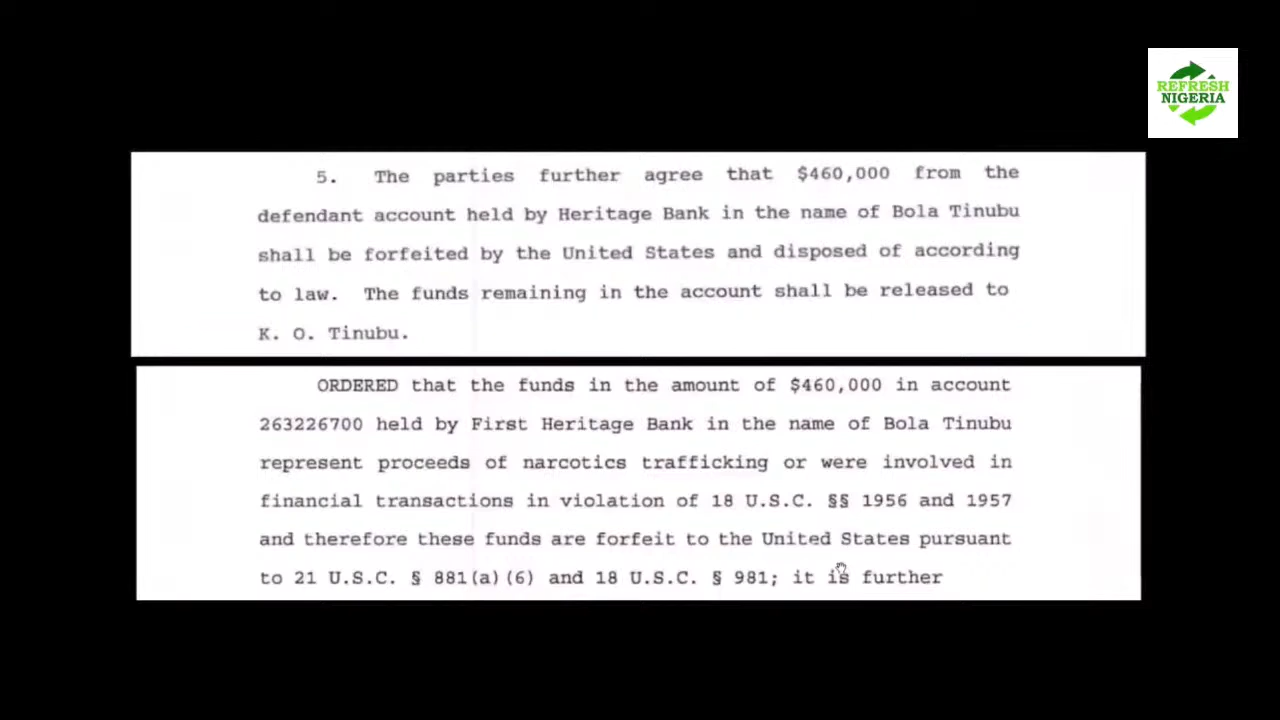 REFRESH
NIGERIA
5. The parties further agree that $460,000 from the
defendant account held by Heritage Bank in the name of Bola Tinubu
shall be forfeited by the United States and disposed of according
to law. The funds remaining in the account shall be released to
K. O. Tinubu.
ORDERED that the funds in the amount of $460,000 in account
263226700 held by First Heritage Bank in the name of Bola Tinubu
represent proceeds of narcotics trafficking or were involved in
financial transactions in violation of 18 U.S.C. §§ 1956 and 1957
and therefore these funds are forfeit to the United States pursuant
to 21 U.S.C. § 881(a)(6) and 18 U.S.C. § 981; it is further